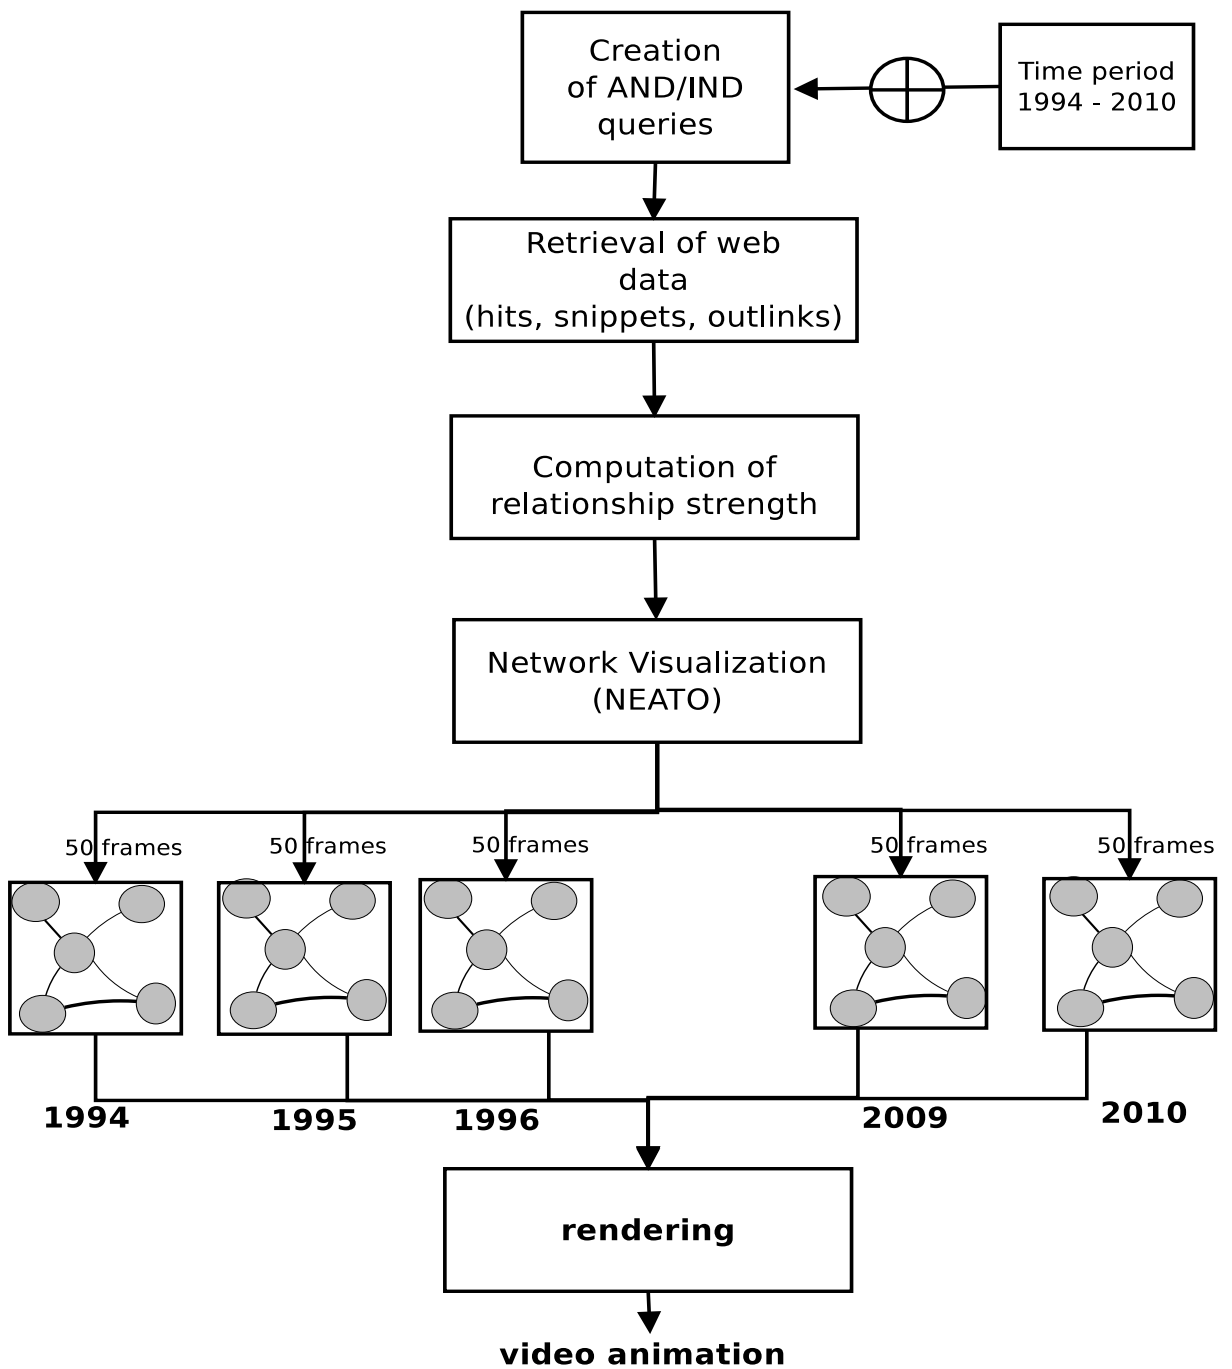 Creation
of AND/IND
queries
Time period
1994 - 2010
Retrieval of web
data
(hits, snippets, outlinks)
Computation of
relationship strength
Network Visualization
(NEATO)
50 frames
50 frames
50 frames
50 frames
50 frames
1994
1995
1996
2009
2010
rendering
video animation